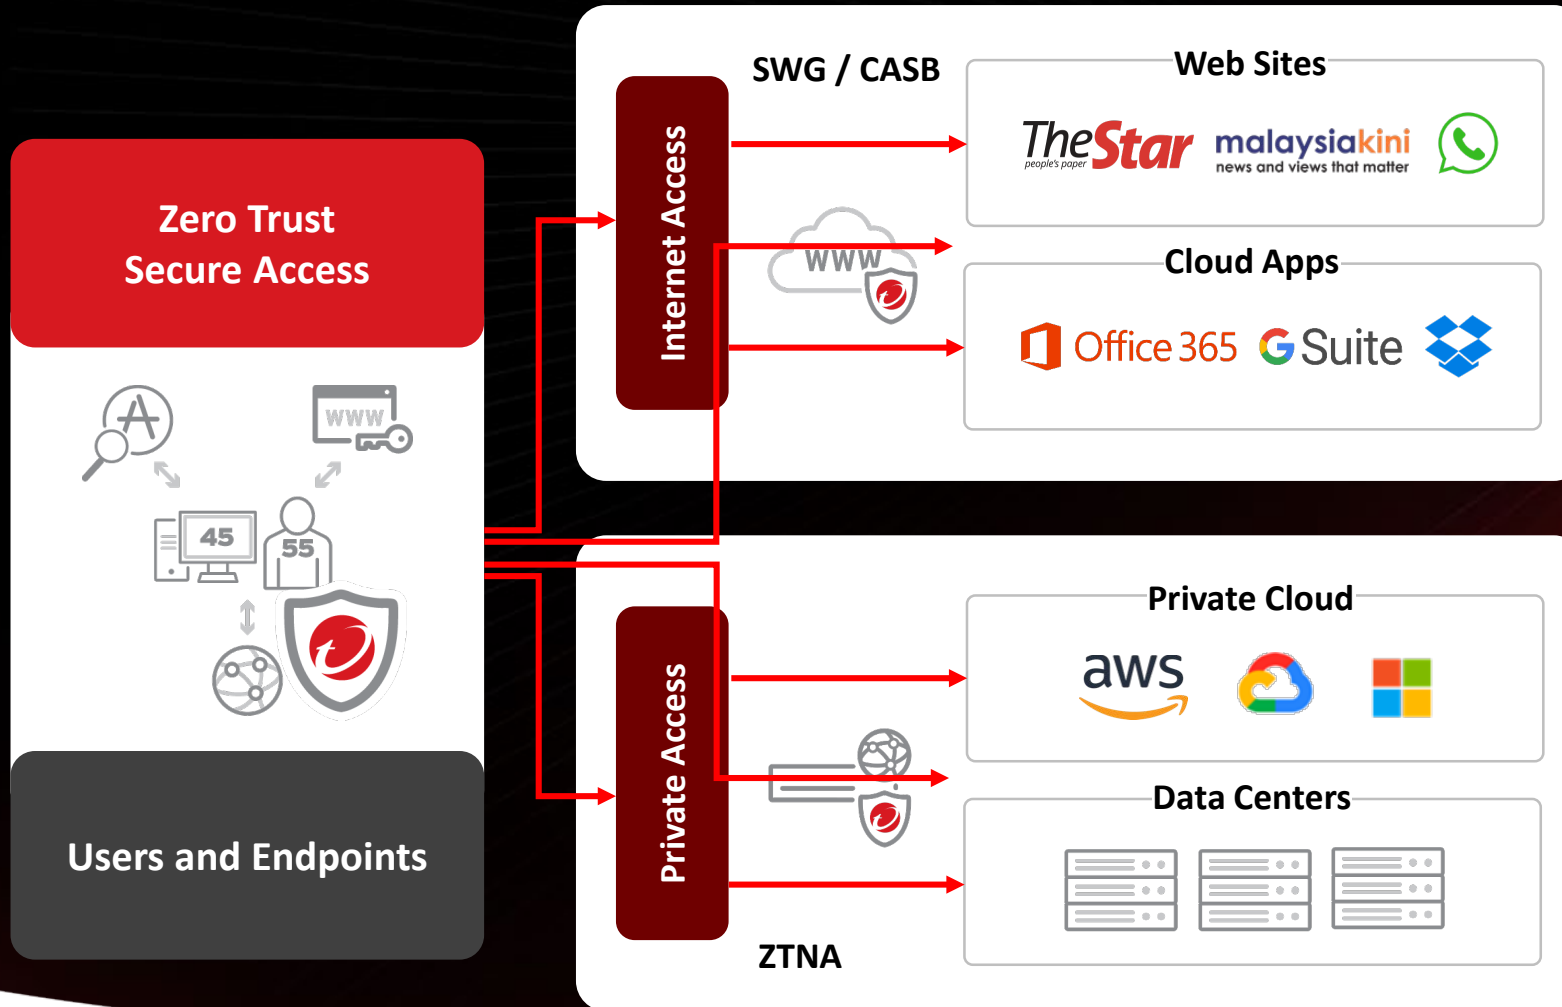 Zero Trust
Secure Access
WWW
45
55
Users and Endpoints
Internet Access
SWG / CASB
WWW
Web Sites
TheStar
people's paper
malaysiakini
news and views that matter
Cloud Apps
Office 365
G Suite
Private Access
ZTNA
Private Cloud
aws
Data Centers